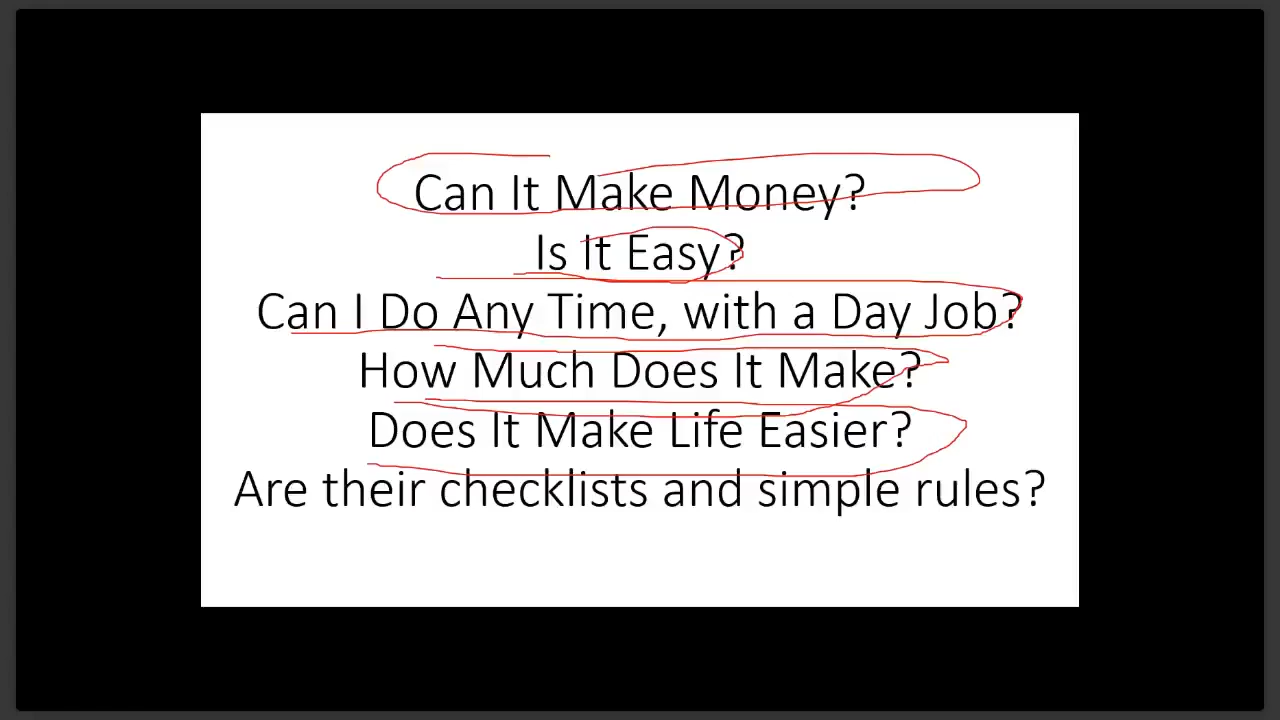 Can It Make Money?
Is It Easy?
Can I Do Any Time, with a Day Job?
How Much Does It Make?
Does It Make Life Easier?
Are their checklists and simple rules?